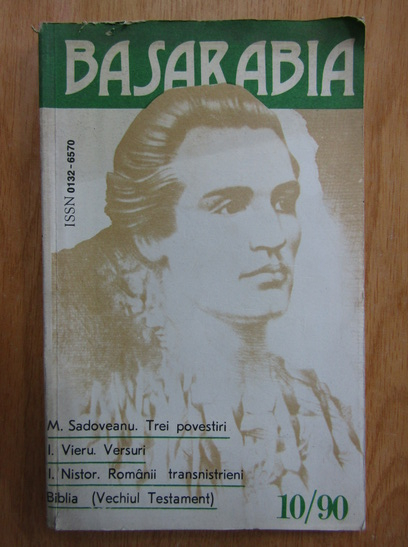 BASARABIA
ISSN 0132-6570
M. Sadoveanu. Trei povestiri
I. Vieru. Versuri
I. Nistor. Românii transnistrieni
Biblia (Vechiul Testament)
10/90